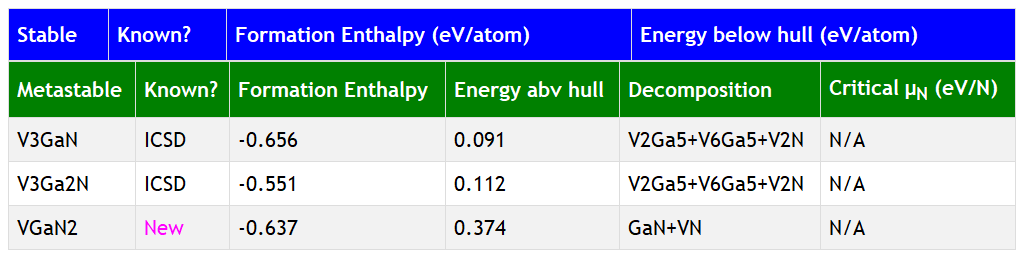 Stable Known? Formation Enthalpy (eV/atom) Energy below hull (eV/atom)
Metastable Known? Formation Enthalpy Energy abv hull Decomposition Critical μN (eV/N)
V3GaN ICSD -0.656 0.091 V2Ga5+V6Ga5+V2N N/A
V3Ga2N ICSD -0.551 0.112 V2Ga5+V6Ga5+V2N N/A
VGaN2 New -0.637 0.374 GaN+VN N/A